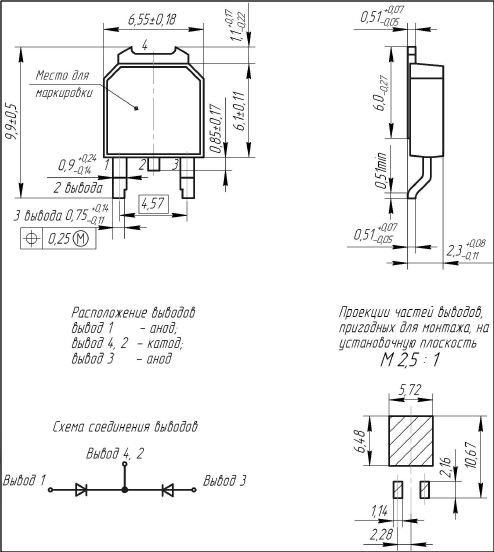 6,55±0,18
1,1 +0,17 -0,22
4
Место для
маркировки
9,9±0,5
0,85±0,17
6,1±0,11
0,9 +0,24 -0,14
1
2
3
2 вывода
3 вывода 0,75 +0,14 -0,11
4,57
0,25 M
0,51 +0,07 -0,05
6,0 -0,27
0,51min
0,51 +0,07 -0,05
2,3 +0,08 -0,11
Расположение выводов
вывод 1 - анод;
вывод 4, 2 - катод;
вывод 3 - анод
Проекции частей выводов,
пригодных для монтажа, на
установочную плоскость
М 2,5 : 1
5,72
6,48
10,67
2,16
1,14
2,28
Схема соединения выводов
Вывод 4, 2
Вывод 1
Вывод 3